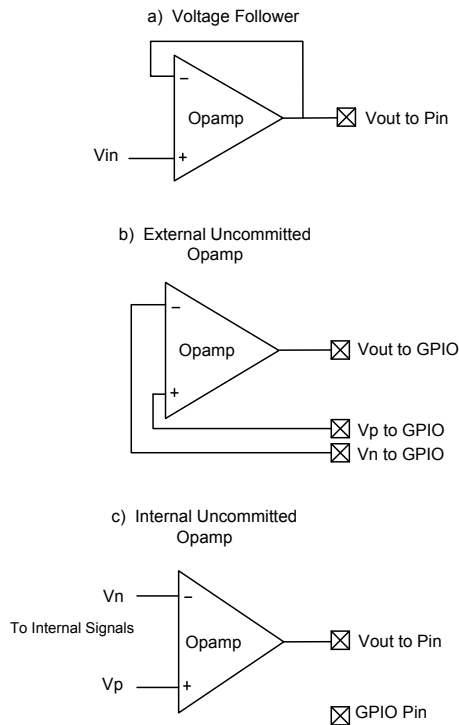 a) Voltage Follower
−
Opamp
Vout to Pin
Vin
+
b) External Uncommitted
Opamp
−
Opamp
Vout to GPIO
+
Vp to GPIO
Vn to GPIO
c) Internal Uncommitted
Opamp
Vn
−
To Internal Signals
Opamp
Vout to Pin
Vp
+
GPIO Pin